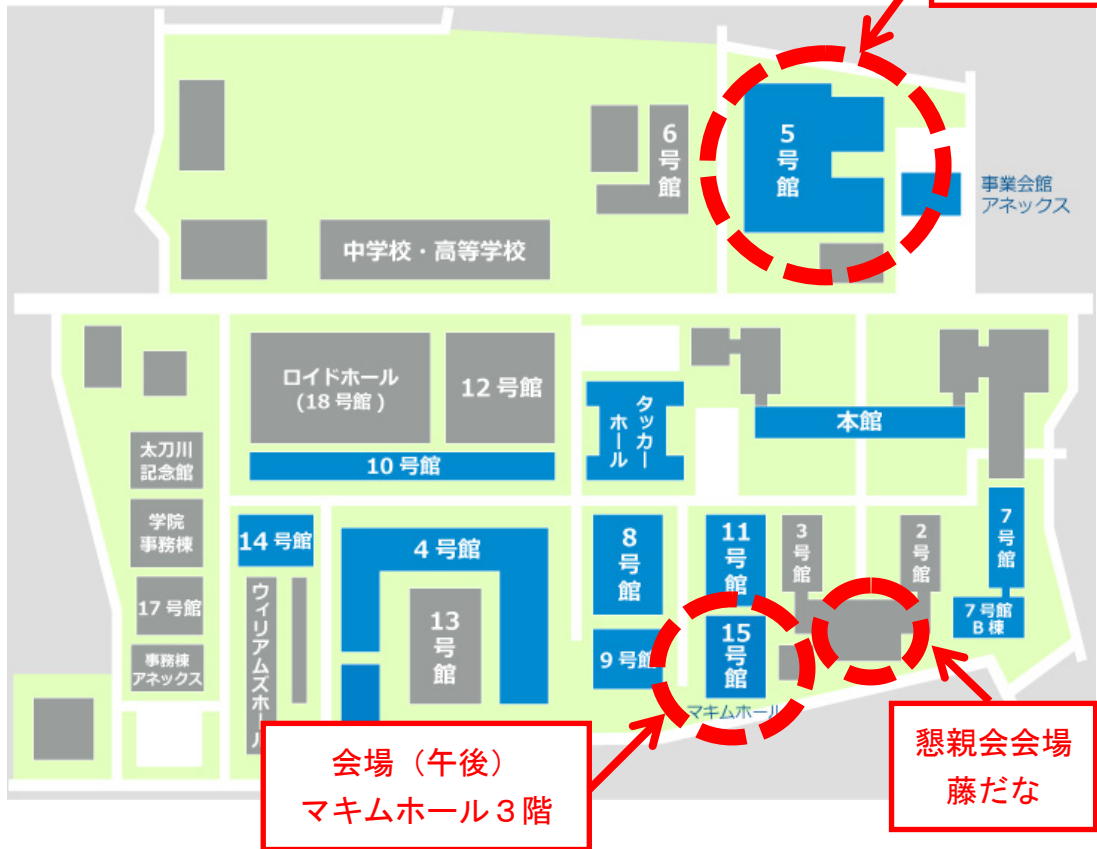 6号館
5号館
事業会館
アネックス
中学校・高等学校
ロイドホール
(18 号館 )
12 号館
タッカー
ホール
本館
10 号館
太刀川
記念館
学院
事務棟
17 号館
事務棟
アネックス
14 号館
ウィリアムズホール
4 号館
13号館
8号館
9 号館
11号館
15号館
マキムホール
3号館
2号館
7号館
7 号館
B 棟
会場（午後）
マキムホール３階
懇親会会場
藤だな